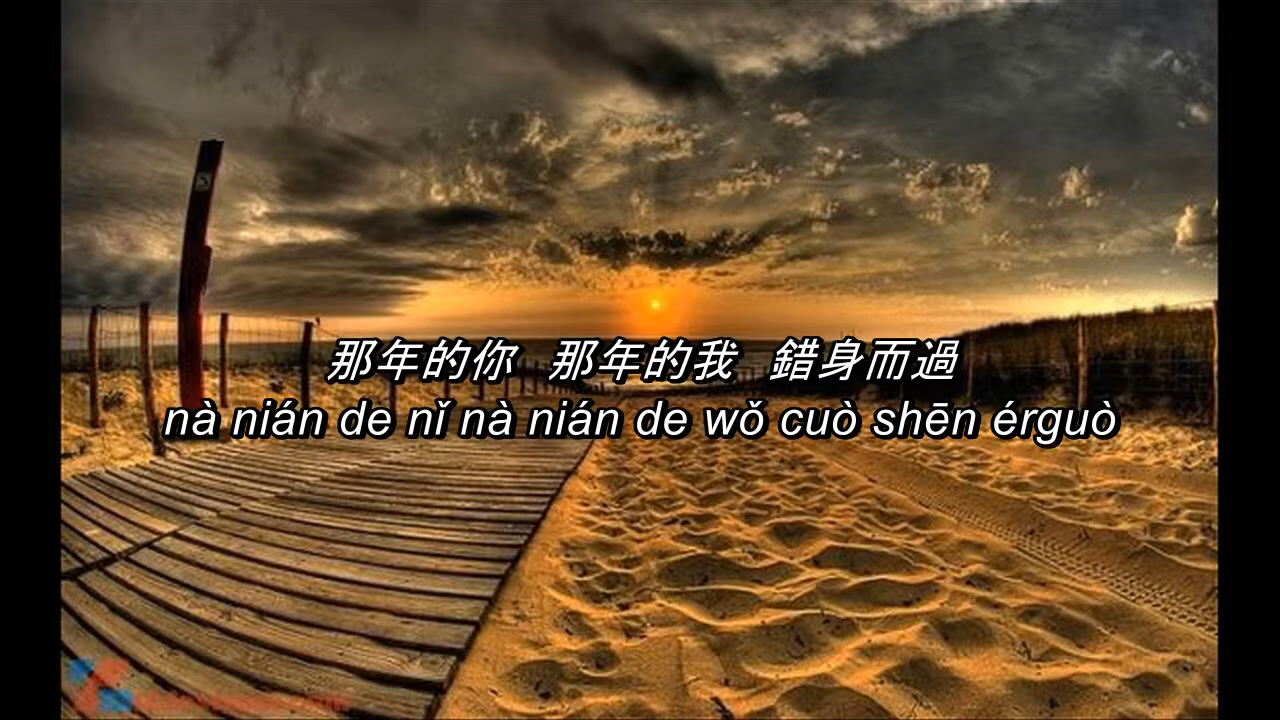 那年的你 那年的我 錯身而過
nà nián de nǐ nà nián de wǒ cuò shēn érguò